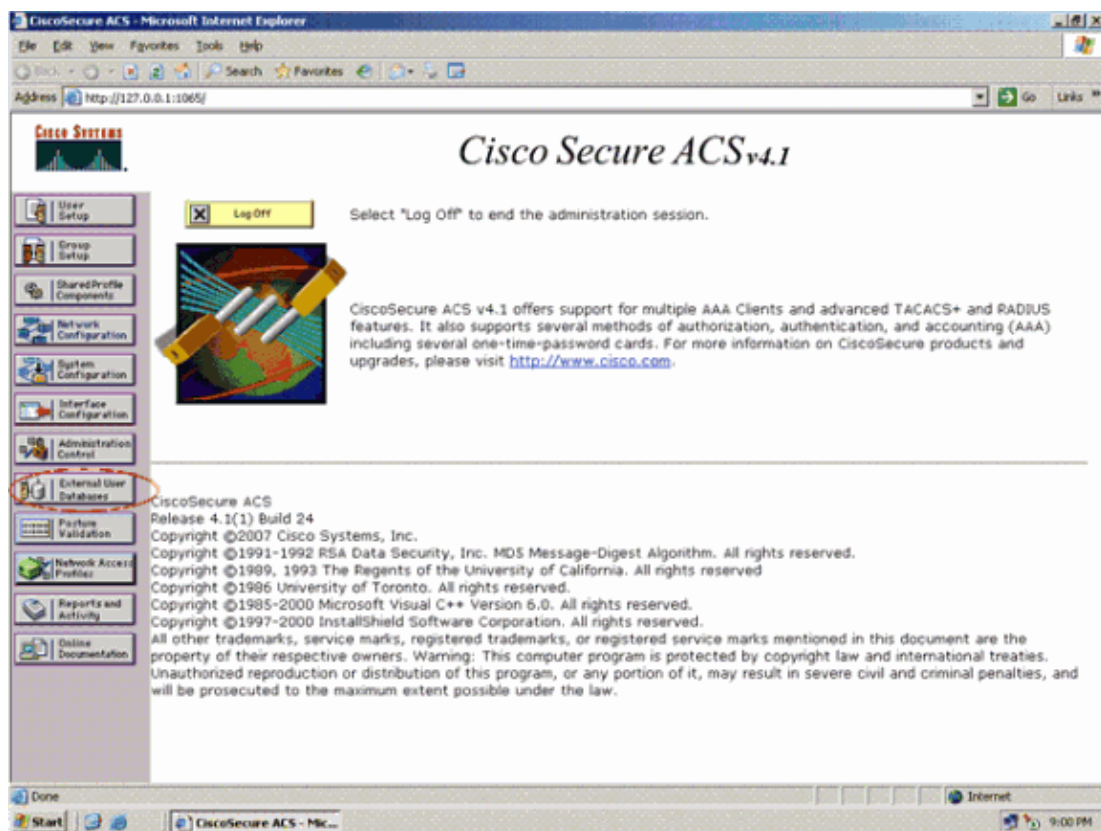 CiscoSecure ACS - Microsoft Internet Explorer
File Edit View Favorites Tools Help
Back Search Favorites
Address http://127.0.0.1:1065/ Go Links
CISCO SYSTEMS
Cisco Secure ACS v4.1
User Setup
Group Setup
Shared Profile Components
Network Configuration
System Configuration
Interface Configuration
Administration Control
External User Databases
Posture Validation
Network Access Profiles
Reports and Activity
Online Documentation
Log Off
Select "Log Off" to end the administration session.
CiscoSecure ACS v4.1 offers support for multiple AAA Clients and advanced TACACS+ and RADIUS
features. It also supports several methods of authorization, authentication, and accounting (AAA)
including several one-time-password cards. For more information on CiscoSecure products and
upgrades, please visit http://www.cisco.com.
CiscoSecure ACS
Release 4.1(1) Build 24
Copyright ©2007 Cisco Systems, Inc.
Copyright ©1991-1992 RSA Data Security, Inc. MD5 Message-Digest Algorithm. All rights reserved.
Copyright ©1989, 1993 The Regents of the University of California. All rights reserved
Copyright ©1986 University of Toronto. All rights reserved.
Copyright ©1985-2000 Microsoft Visual C++ Version 6.0. All rights reserved.
Copyright ©1997-2000 InstallShield Software Corporation. All rights reserved.
All other trademarks, service marks, registered trademarks, or registered service marks mentioned in this document are the
property of their respective owners. Warning: This computer program is protected by copyright law and international treaties.
Unauthorized reproduction or distribution of this program, or any portion of it, may result in severe civil and criminal penalties, and
will be prosecuted to the maximum extent possible under the law.
Done Internet
Start CiscoSecure ACS - Mic... 9:00 PM